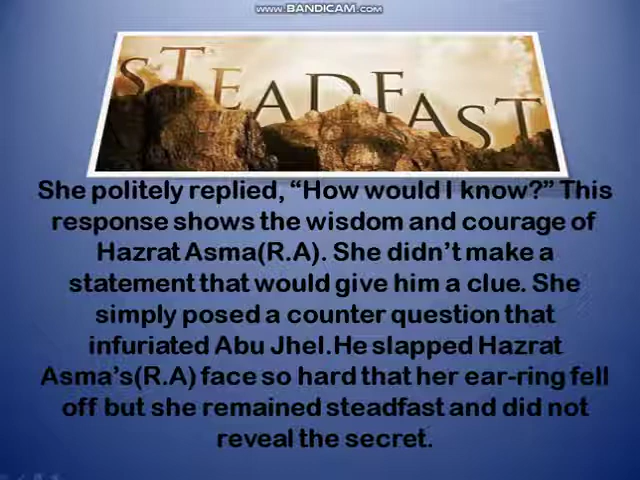 WWW.BANDICAM.COM
STEADFAST
She politely replied, “How would I know?” This
response shows the wisdom and courage of
Hazrat Asma(R.A). She didn’t make a
statement that would give him a clue. She
simply posed a counter question that
infuriated Abu Jhel.He slapped Hazrat
Asma’s(R.A) face so hard that her ear-ring fell
off but she remained steadfast and did not
reveal the secret.